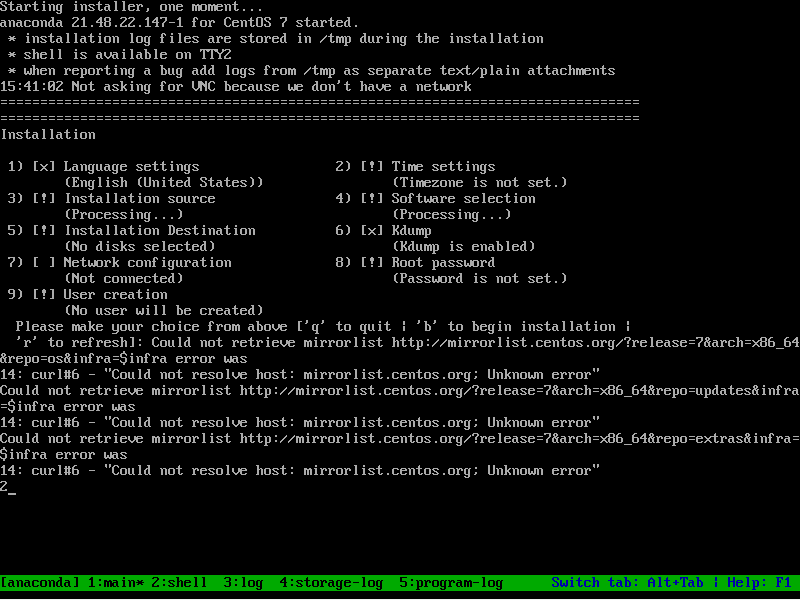 Starting installer, one moment...
anaconda 21.48.22.147-1 for CentOS 7 started.
 * installation log files are stored in /tmp during the installation
 * shell is available on TTY2
 * when reporting a bug add logs from /tmp as separate text/plain attachments
15:41:02 Not asking for VNC because we don't have a network
================================================================================
================================================================================
Installation
 1) [x] Language settings                 2) [!] Time settings
        (English (United States))                (Timezone is not set.)
 3) [!] Installation source               4) [!] Software selection
        (Processing...)                          (Processing...)
 5) [!] Installation Destination          6) [x] Kdump
        (No disks selected)                      (Kdump is enabled)
 7) [ ] Network configuration             8) [!] Root password
        (Not connected)                          (Password is not set.)
 9) [!] User creation
        (No user will be created)
  Please make your choice from above ['q' to quit | 'b' to begin installation |
  'r' to refresh]: Could not retrieve mirrorlist http://mirrorlist.centos.org/?release=7&arch=x86_64
&repo=os&infra=$infra error was
14: curl#6 - "Could not resolve host: mirrorlist.centos.org; Unknown error"
Could not retrieve mirrorlist http://mirrorlist.centos.org/?release=7&arch=x86_64&repo=updates&infra
=$infra error was
14: curl#6 - "Could not resolve host: mirrorlist.centos.org; Unknown error"
Could not retrieve mirrorlist http://mirrorlist.centos.org/?release=7&arch=x86_64&repo=extras&infra=
$infra error was
14: curl#6 - "Could not resolve host: mirrorlist.centos.org; Unknown error"
2_
[anaconda] 1:main* 2:shell  3:log  4:storage-log  5:program-log      Switch tab: Alt+Tab | Help: F1